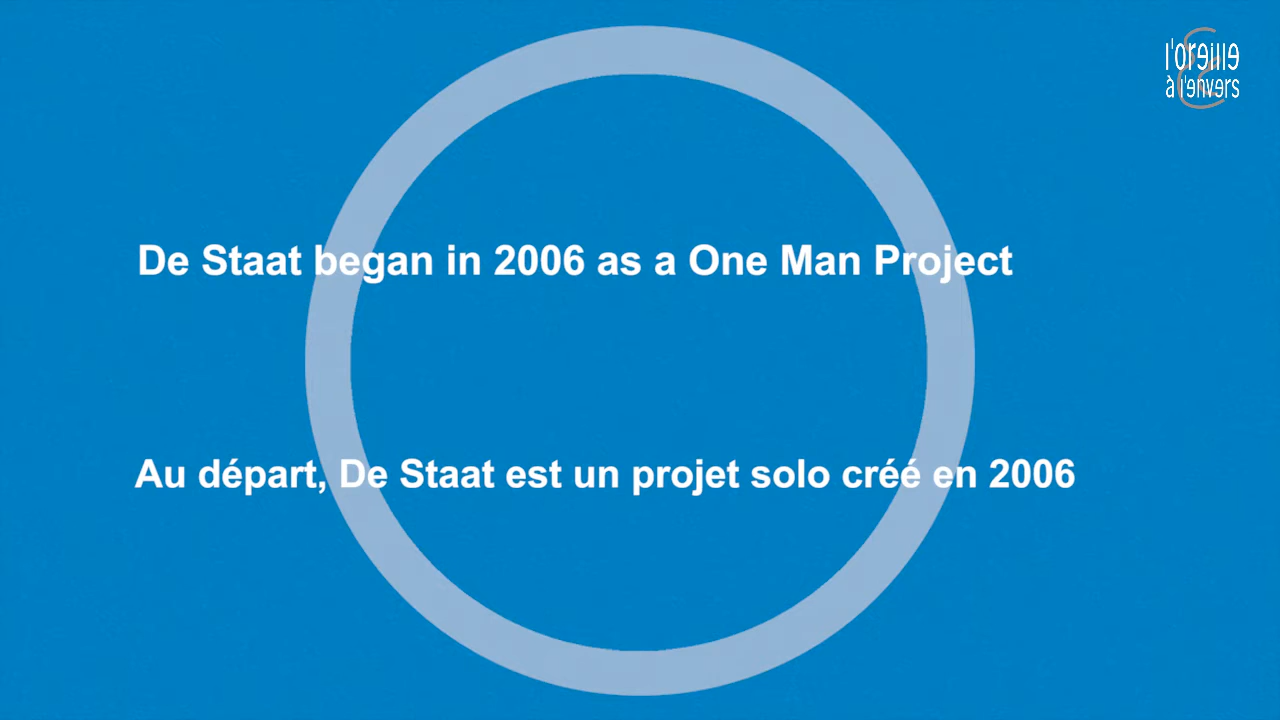 l'oreille
à l'envers
De Staat began in 2006 as a One Man Project
Au départ, De Staat est un projet solo créé en 2006